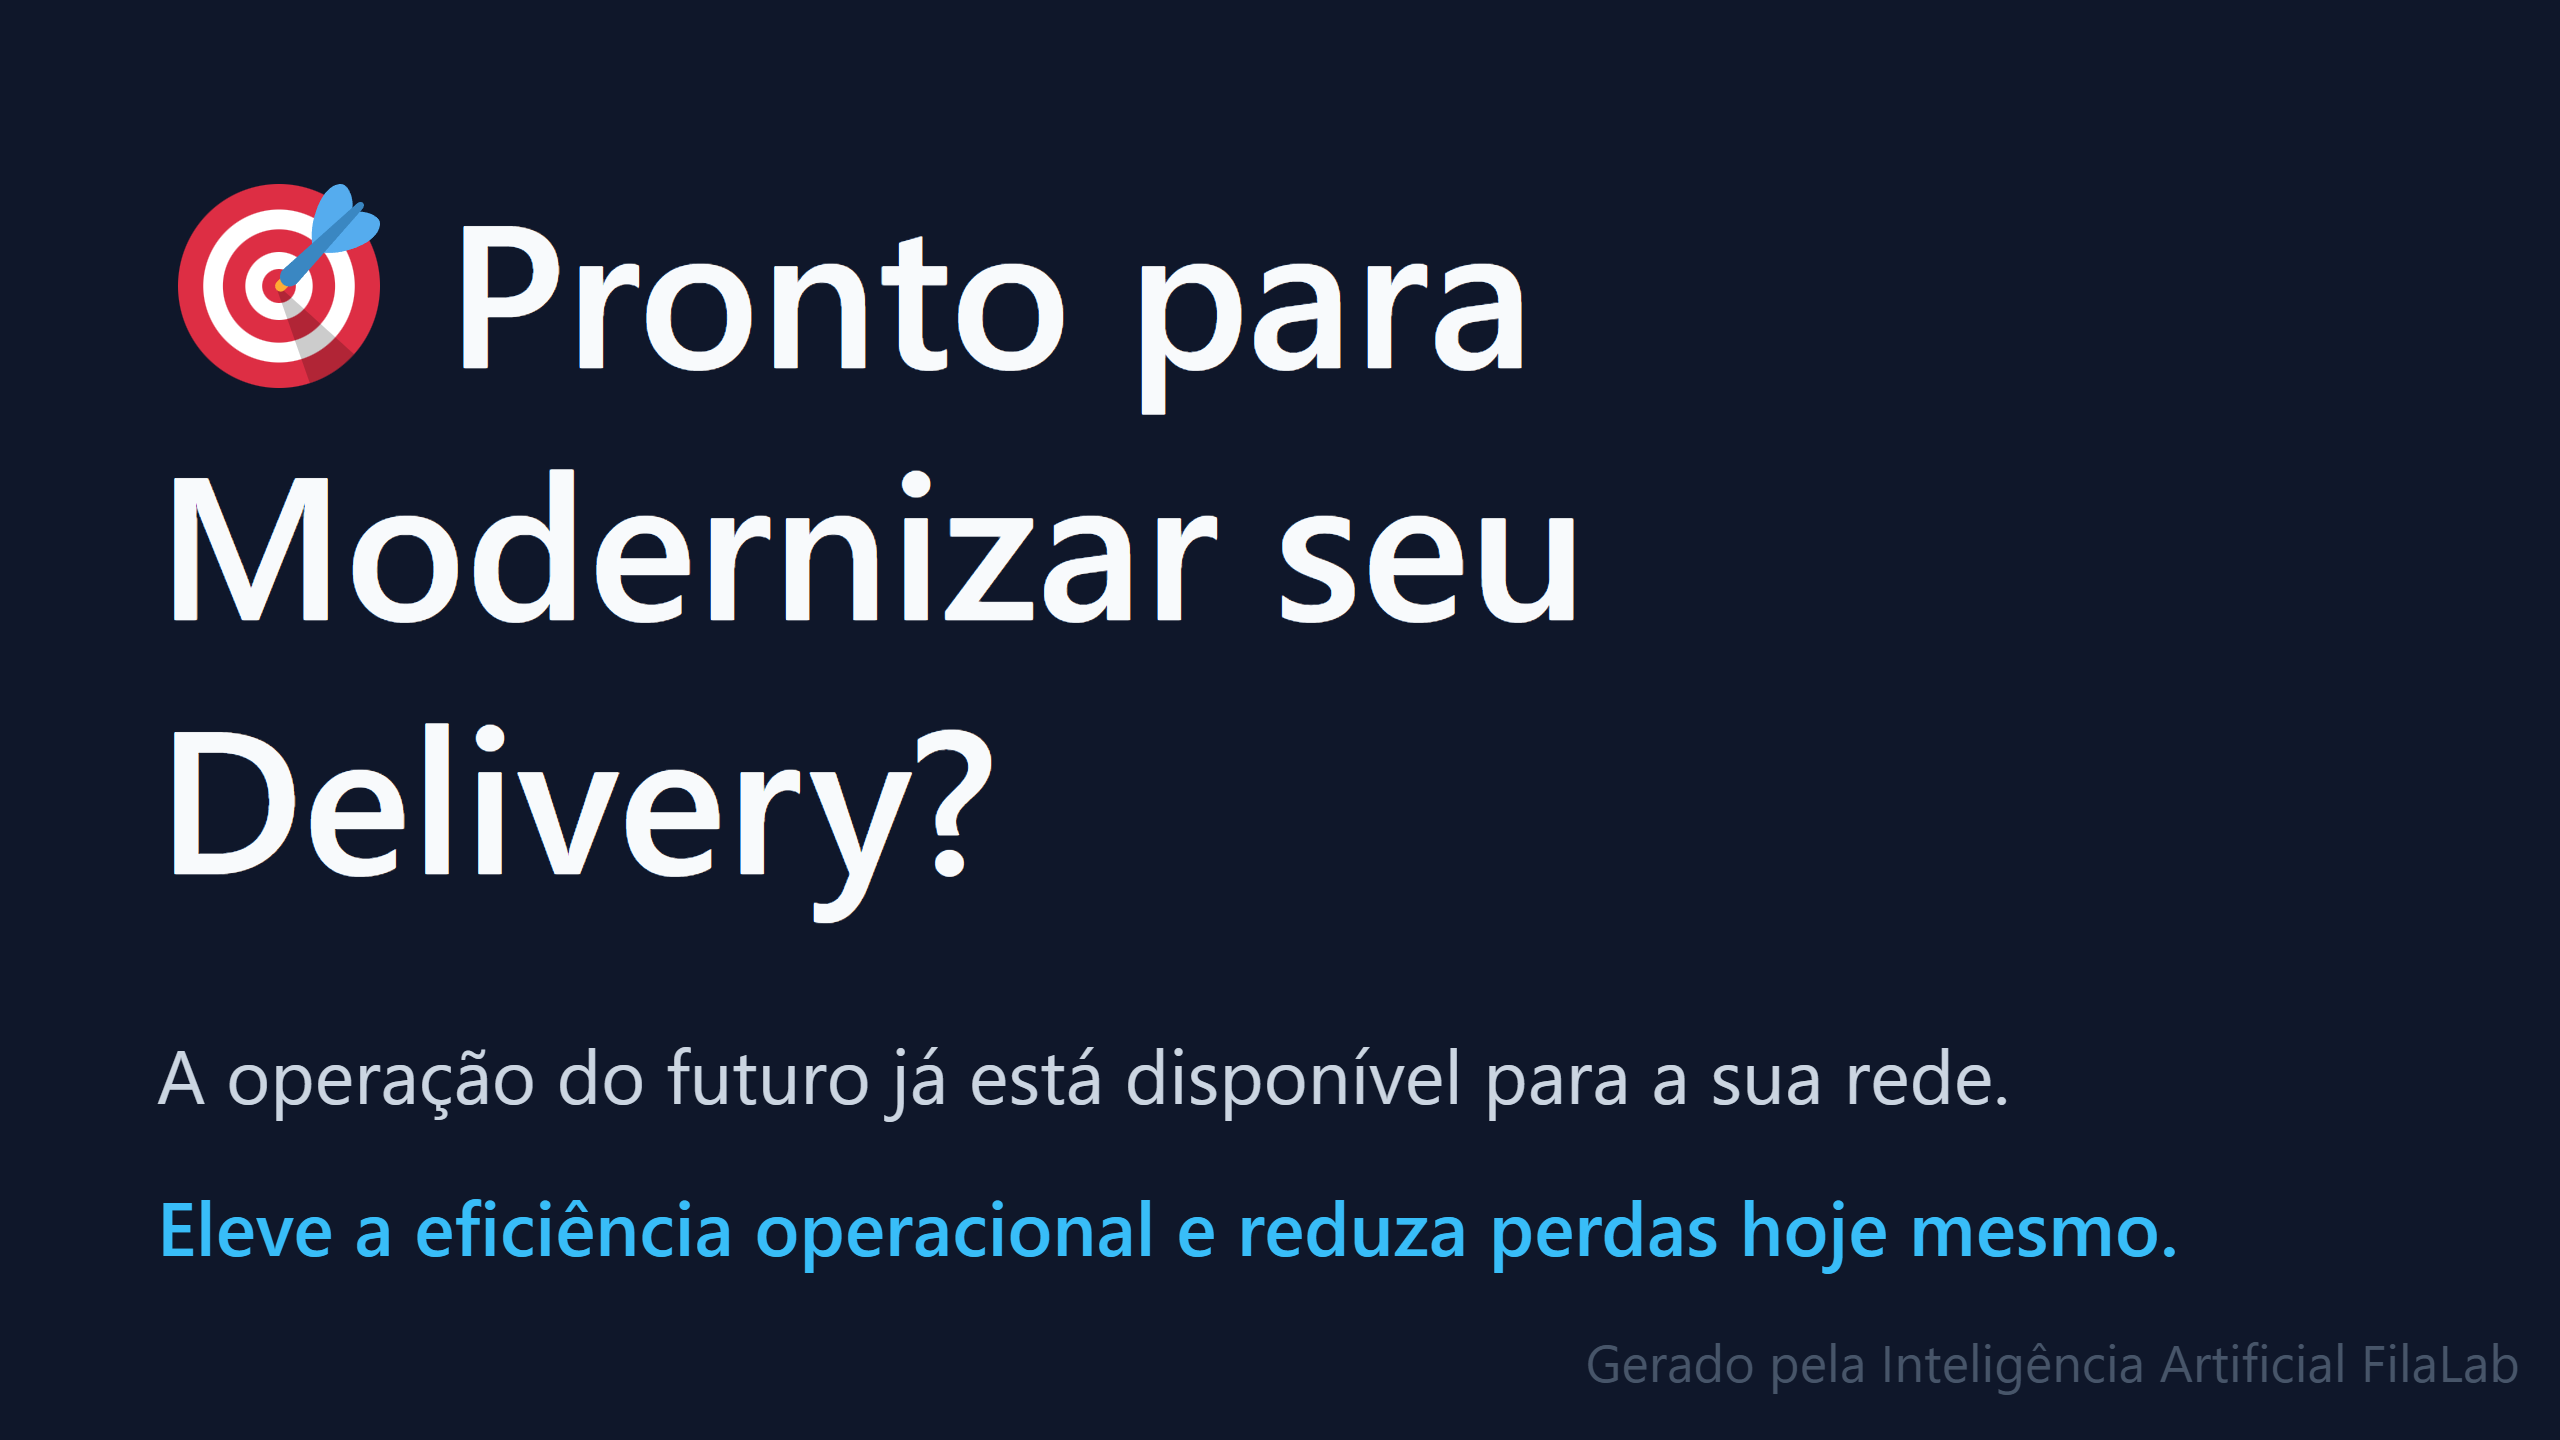 🎯 Pronto para
Modernizar seu
Delivery?
A operação do futuro já está disponível para a sua rede.
Eleve a eficiência operacional e reduza perdas hoje mesmo.
Gerado pela Inteligência Artificial FilaLab